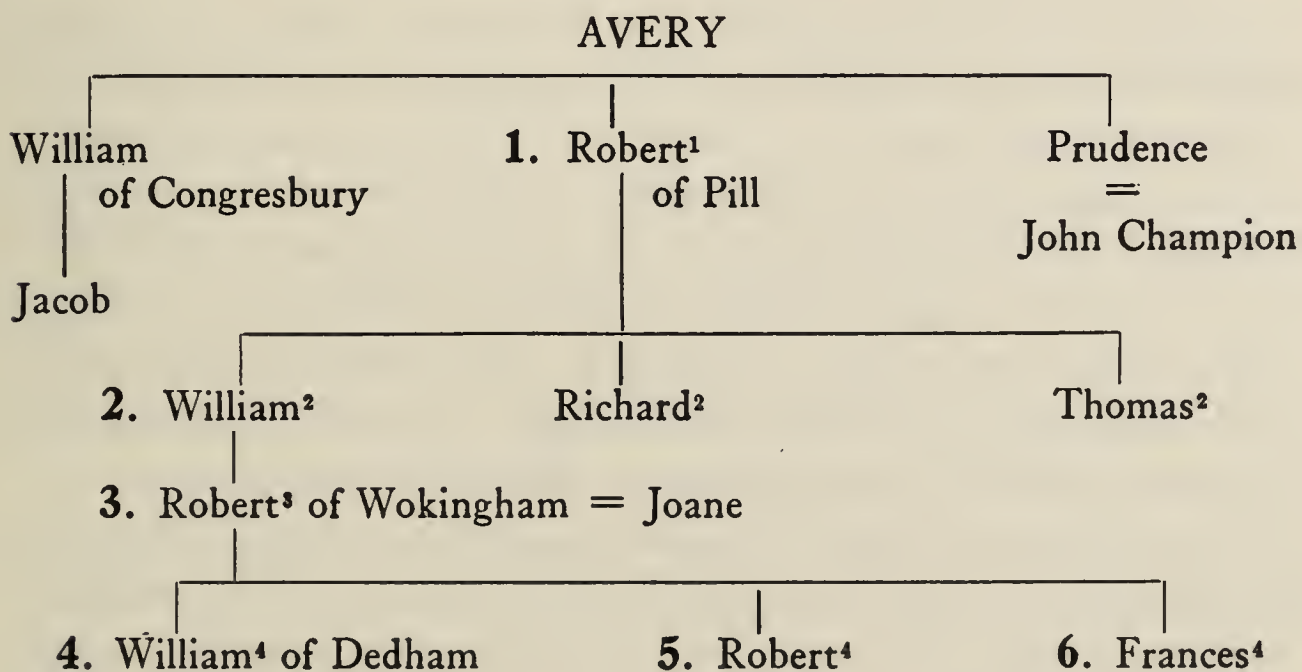 AVERY
William 1. Robert¹ Prudence
of Congresbury of Pill =
John Champion
Jacob
2. William² Richard² Thomas²
3. Robert³ of Wokingham = Joane
4. William⁴ of Dedham 5. Robert⁴ 6. Frances⁴